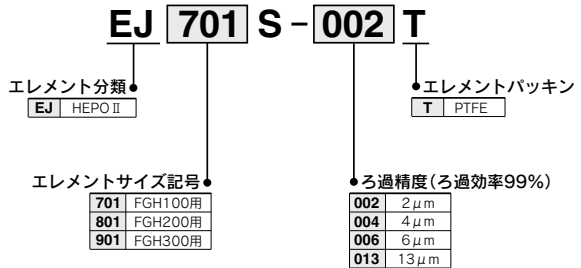 EJ 701 S - 002 T
エレメント分類
EJ HEPOⅡ
エレメントパッキン
T PTFE
エレメントサイズ記号
701 FGH100用
801 FGH200用
901 FGH300用
ろ過精度(ろ過効率99%)
002 2μm
004 4μm
006 6μm
013 13μm